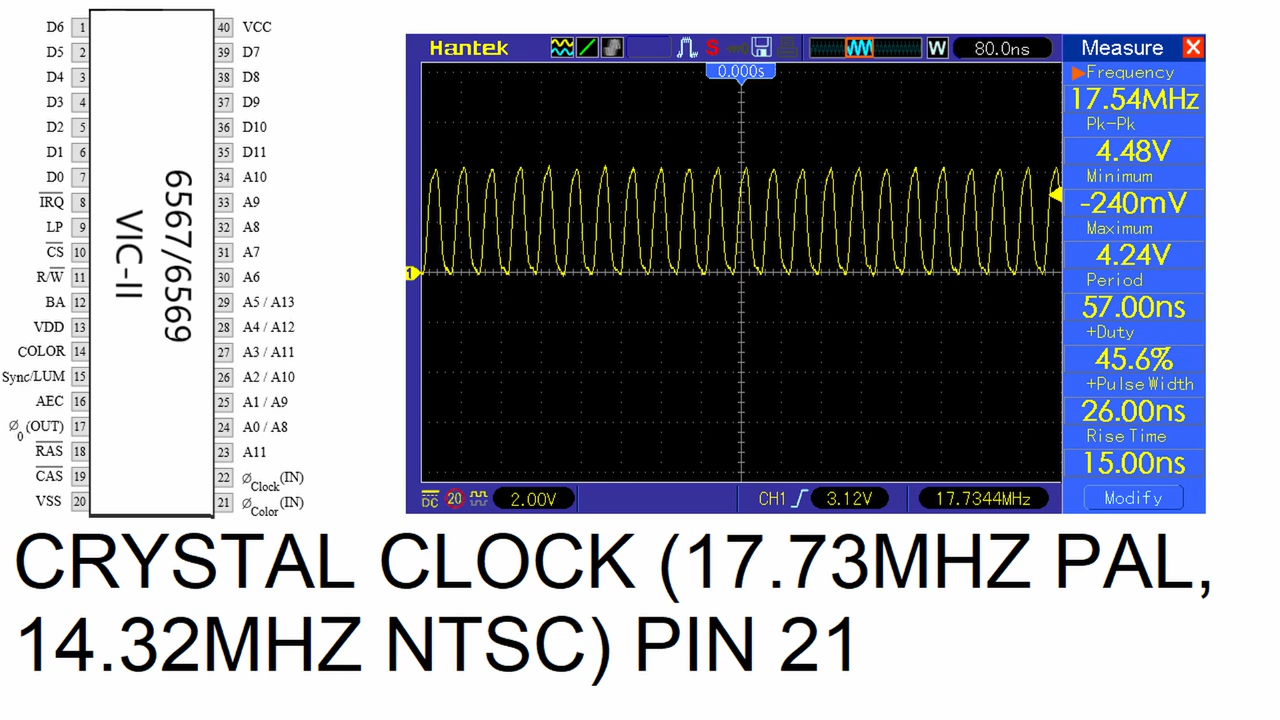 D6 1 40 VCC
D5 2 39 D7
D4 3 38 D8
D3 4 37 D9
D2 5 36 D10
D1 6 35 D11
D0 7 34 A10
IRQ 8 33 A9
LP 9 32 A8
CS 10 31 A7
R/W 11 30 A6
BA 12 29 A5 / A13
VDD 13 28 A4 / A12
COLOR 14 27 A3 / A11
Sync/LUM 15 26 A2 / A10
AEC 16 25 A1 / A9
Ø0 (OUT) 17 24 A0 / A8
RAS 18 23 A11
CAS 19 22 ØClock(IN)
VSS 20 21 ØColor(IN)
6567/6569
VIC-II
Hantek S W 80.0ns
0.000s
1
DC 20 2.00V CH1 3.12V 17.7344MHz
Measure X
Frequency
17.54MHz
Pk-Pk
4.48V
Minimum
-240mV
Maximum
4.24V
Period
57.00ns
+Duty
45.6%
+Pulse Width
26.00ns
Rise Time
15.00ns
Modify
CRYSTAL CLOCK (17.73MHZ PAL,
14.32MHZ NTSC) PIN 21